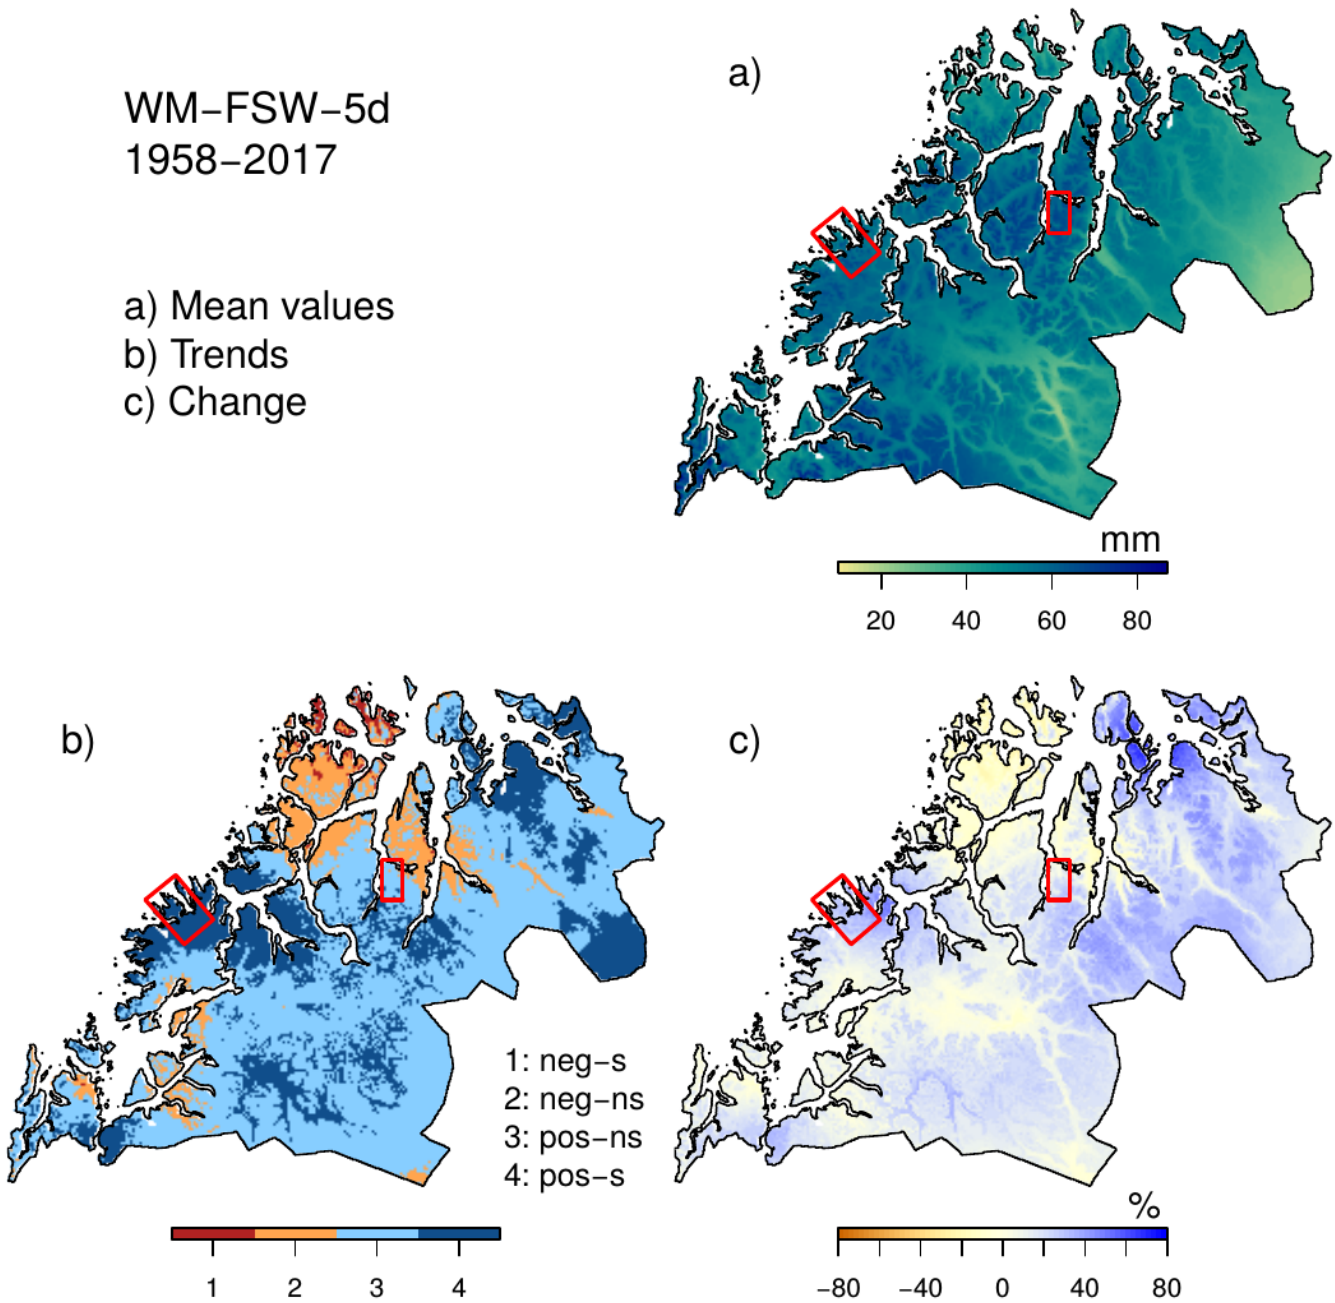 WM−FSW−5d
1958−2017
a) Mean values
b) Trends
c) Change
a)
mm
20 40 60 80
b)
1: neg−s
2: neg−ns
3: pos−ns
4: pos−s
1 2 3 4
c)
%
−80 −40 0 40 80